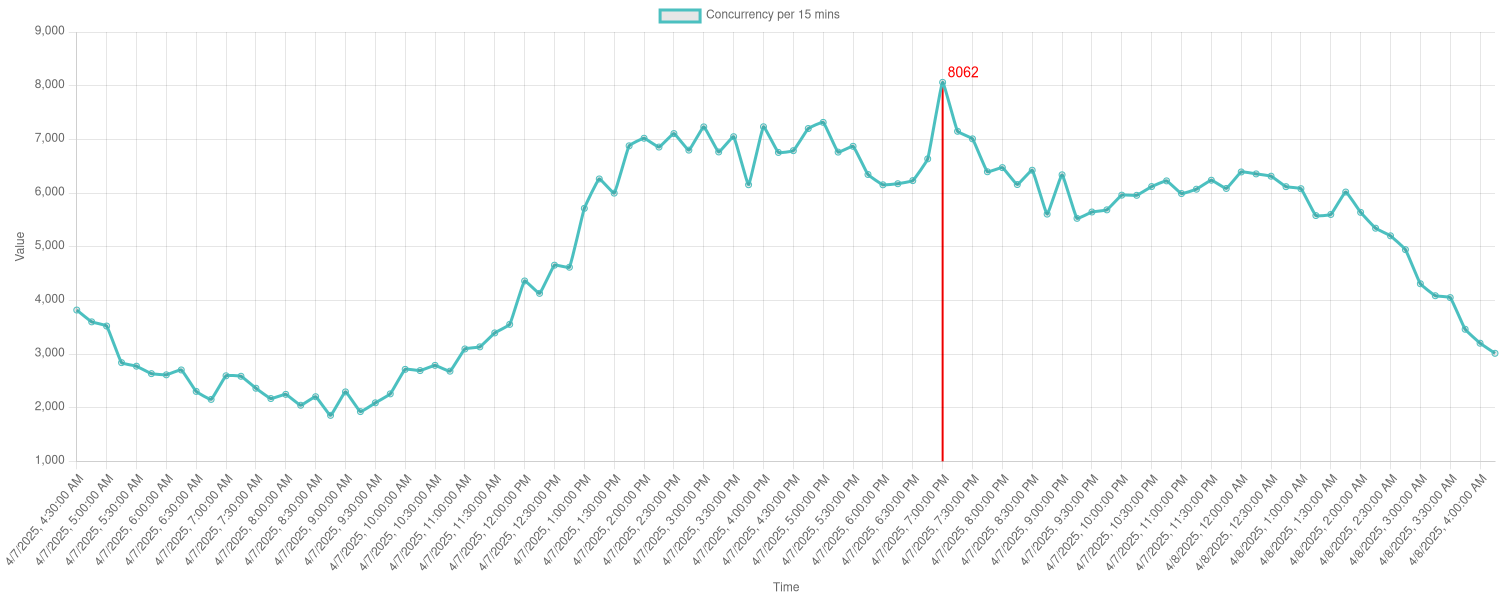 Concurrency per 15 mins
9,000
8,000
7,000
6,000
5,000
4,000
3,000
2,000
1,000
Value
8062
4/7/2025, 4:30:00 AM
4/7/2025, 5:00:00 AM
4/7/2025, 5:30:00 AM
4/7/2025, 6:00:00 AM
4/7/2025, 6:30:00 AM
4/7/2025, 7:00:00 AM
4/7/2025, 7:30:00 AM
4/7/2025, 8:00:00 AM
4/7/2025, 8:30:00 AM
4/7/2025, 9:00:00 AM
4/7/2025, 9:30:00 AM
4/7/2025, 10:00:00 AM
4/7/2025, 10:30:00 AM
4/7/2025, 11:00:00 AM
4/7/2025, 11:30:00 AM
4/7/2025, 12:00:00 PM
4/7/2025, 12:30:00 PM
4/7/2025, 1:00:00 PM
4/7/2025, 1:30:00 PM
4/7/2025, 2:00:00 PM
4/7/2025, 2:30:00 PM
4/7/2025, 3:00:00 PM
4/7/2025, 3:30:00 PM
4/7/2025, 4:00:00 PM
4/7/2025, 4:30:00 PM
4/7/2025, 5:00:00 PM
4/7/2025, 5:30:00 PM
4/7/2025, 6:00:00 PM
4/7/2025, 6:30:00 PM
4/7/2025, 7:00:00 PM
4/7/2025, 7:30:00 PM
4/7/2025, 8:00:00 PM
4/7/2025, 8:30:00 PM
4/7/2025, 9:00:00 PM
4/7/2025, 9:30:00 PM
4/7/2025, 10:00:00 PM
4/7/2025, 10:30:00 PM
4/7/2025, 11:00:00 PM
4/7/2025, 11:30:00 PM
4/8/2025, 12:00:00 AM
4/8/2025, 12:30:00 AM
4/8/2025, 1:00:00 AM
4/8/2025, 1:30:00 AM
4/8/2025, 2:00:00 AM
4/8/2025, 2:30:00 AM
4/8/2025, 3:00:00 AM
4/8/2025, 3:30:00 AM
4/8/2025, 4:00:00 AM
Time